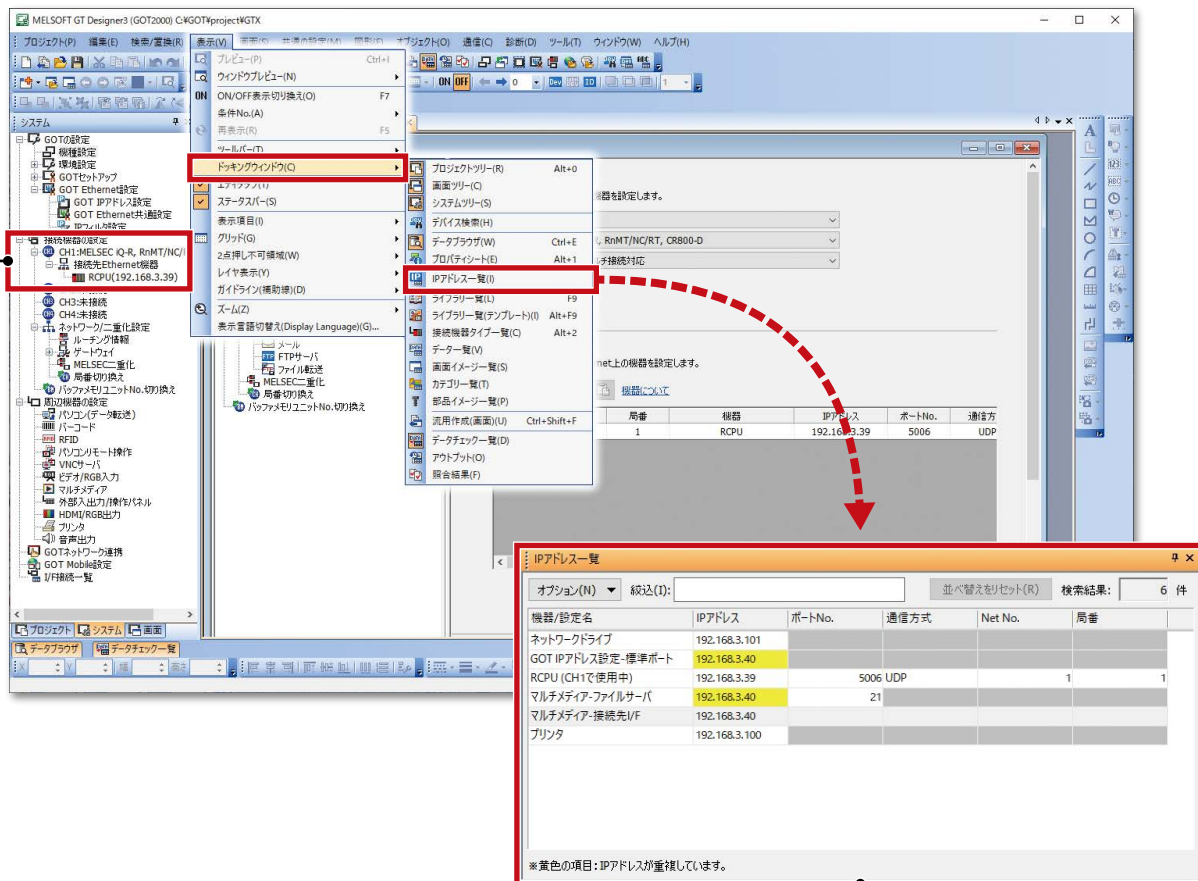 MELSOFT GT Designer3 (GOT2000) C:¥GOT¥project¥GTX
プロジェクト(P) 編集(E) 検索/置換(R) 表示(V) 画面(S) 共通の設定(M) 図形(F) オブジェクト(O) 通信(C) 診断(D) ツール(T) ウィンドウ(W) ヘルプ(H)
プレビュー(P) Ctrl+I
ウィンドウプレビュー(N)
ON ON/OFF表示切り換え(O) F7
条件No.(A)
再表示(R) F5
ツールバー(T)
ドッキングウィンドウ(C)
エディタタブ(T)
ステータスバー(S)
表示項目(I)
グリッド(G)
2点押し不可領域(W)
レイヤ表示(Y)
ガイドライン(補助線)(D)
ズーム(Z)
表示言語切替え(Display Language)(G)...
ON OFF 0 Dev ID 1
プロジェクトツリー(R) Alt+0
画面ツリー(C)
システムツリー(S)
デバイス検索(H)
データブラウザ(W) Ctrl+E
プロパティシート(E) Alt+1
IPアドレス一覧(I)
ライブラリ一覧(L) F9
ライブラリ一覧(テンプレート)(I) Alt+F9
接続機器タイプ一覧(C) Alt+2
データ一覧(V)
画面イメージ一覧(S)
カテゴリ一覧(T)
部品イメージ一覧(P)
流用作成(画面)(U) Ctrl+Shift+F
データチェック一覧(D)
アウトプット(O)
照合結果(F)
システム
GOTの設定
機種設定
環境設定
GOTセットアップ
GOT Ethernet設定
GOT IPアドレス設定
GOT Ethernet共通設定
IPフィルタ設定
接続機器の設定
CH1:MELSEC iQ-R, RnMT/NC/
接続先Ethernet機器
RCPU(192.168.3.39)
CH3:未接続
CH4:未接続
ネットワーク/二重化設定
ルーチング情報
ゲートウェイ
MELSEC二重化
局番切り換え
バッファメモリユニットNo.切り換え
周辺機器の設定
パソコン(データ転送)
バーコード
RFID
パソコンリモート操作
VNCサーバ
ビデオ/RGB入力
マルチメディア
外部入出力/操作パネル
HDMI/RGB出力
プリンタ
音声出力
GOTネットワーク連携
GOT Mobile設定
I/F接続一覧
プロジェクト システム 画面
データブラウザ データチェック一覧
X Y 幅 高さ
メール
FTPサーバ
ファイル転送
MELSEC二重化
局番切り換え
バッファメモリユニットNo.切り換え
機器を設定します。
RnMT/NC/RT, CR800-D
チ接続対応
net上の機器を設定します。
機器について
局番 機器 IPアドレス ポートNo. 通信方
1 RCPU 192.168.3.39 5006 UDP
IPアドレス一覧
オプション(N) 絞込(I): 並べ替えをリセット(R) 検索結果: 6 件
機器/設定名 IPアドレス ポートNo. 通信方式 Net No. 局番
ネットワークドライブ 192.168.3.101
GOT IPアドレス設定-標準ポート 192.168.3.40
RCPU (CH1で使用中) 192.168.3.39 5006 UDP 1 1
マルチメディア-ファイルサーバ 192.168.3.40 21
マルチメディア-接続先I/F 192.168.3.40
プリンタ 192.168.3.100
※黄色の項目:IPアドレスが重複しています。